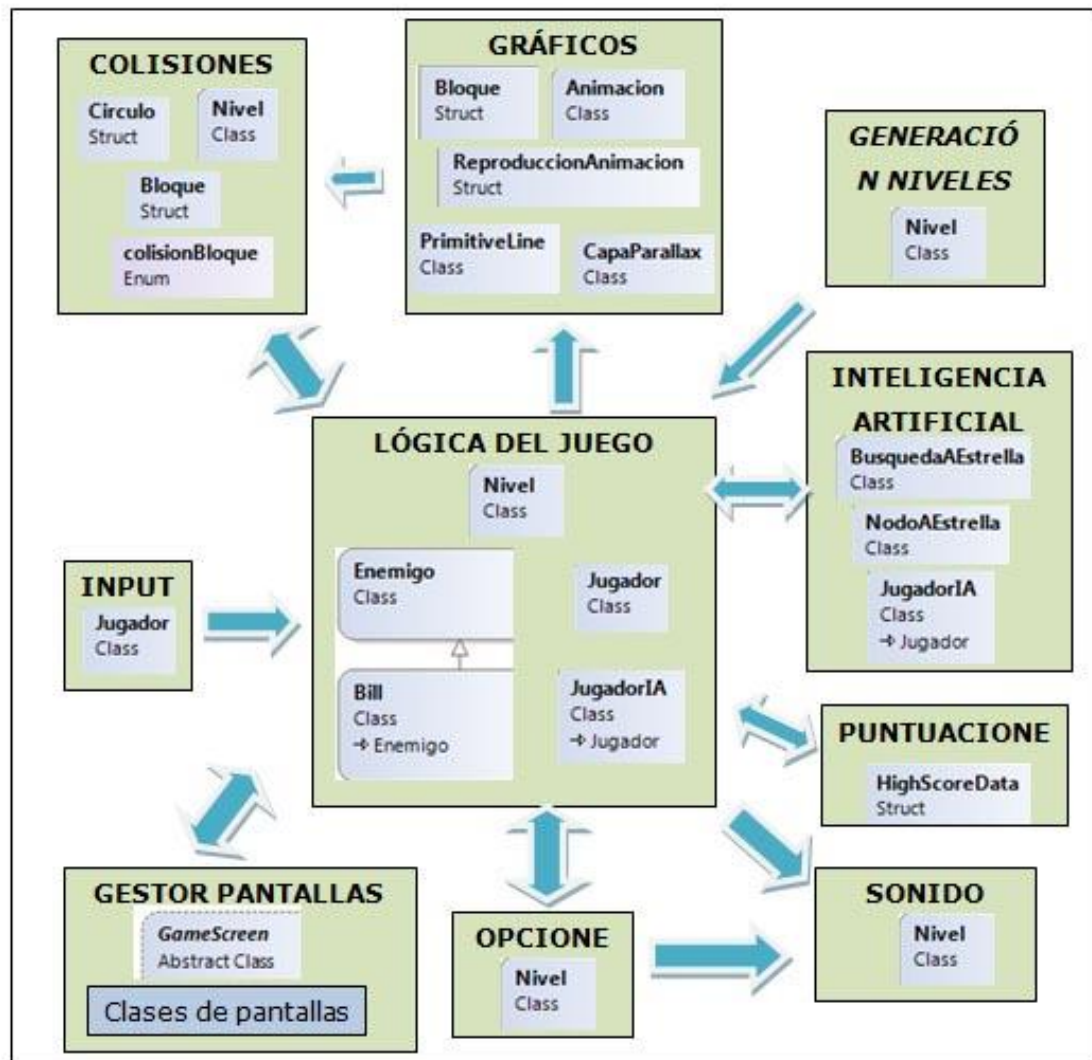 COLISIONES
Circulo
Struct
Nivel
Class
Bloque
Struct
colisionBloque
Enum
GRÁFICOS
Bloque
Struct
Animacion
Class
ReproduccionAnimacion
Struct
PrimitiveLine
Class
CapaParallax
Class
GENERACIÓ
N NIVELES
Nivel
Class
INTELIGENCIA
ARTIFICIAL
BusquedaAEstrella
Class
NodoAEstrella
Class
JugadorIA
Class
→ Jugador
LÓGICA DEL JUEGO
Nivel
Class
Enemigo
Class
Jugador
Class
Bill
Class
→ Enemigo
JugadorIA
Class
→ Jugador
INPUT
Jugador
Class
PUNTUACIONE
HighScoreData
Struct
GESTOR PANTALLAS
GameScreen
Abstract Class
Clases de pantallas
OPCIONE
Nivel
Class
SONIDO
Nivel
Class